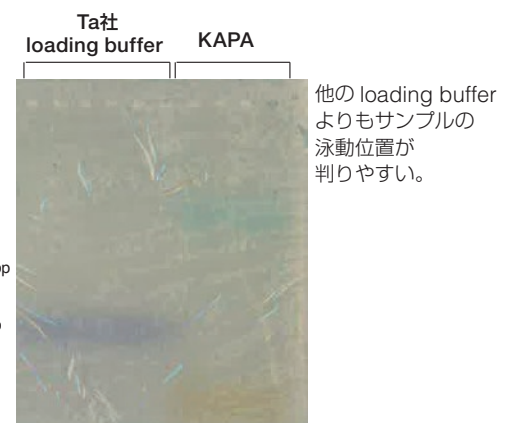 Ta社
loading buffer
KAPA
他の loading buffer
よりもサンプルの
泳動位置が
判りやすい。